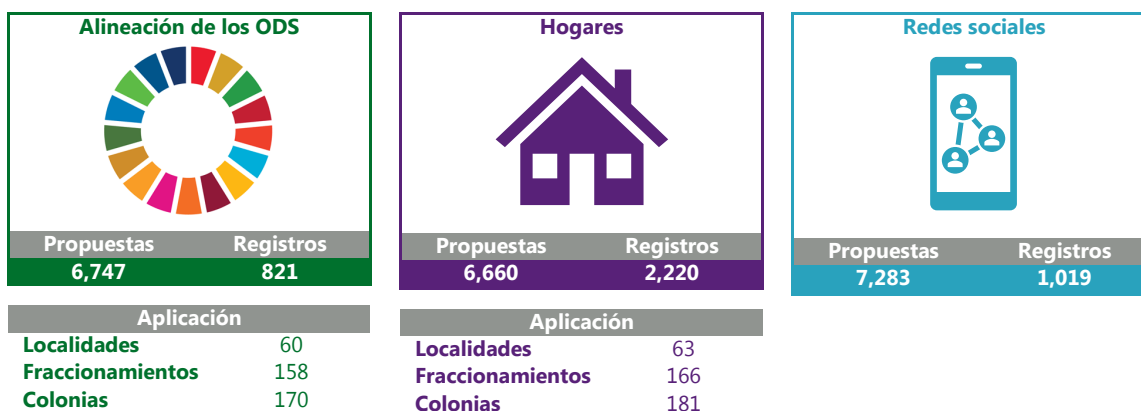 Alineación de los ODS
Propuestas Registros
6,747 821
Aplicación
Localidades 60
Fraccionamientos 158
Colonias 170
Hogares
Propuestas Registros
6,660 2,220
Aplicación
Localidades 63
Fraccionamientos 166
Colonias 181
Redes sociales
Propuestas Registros
7,283 1,019